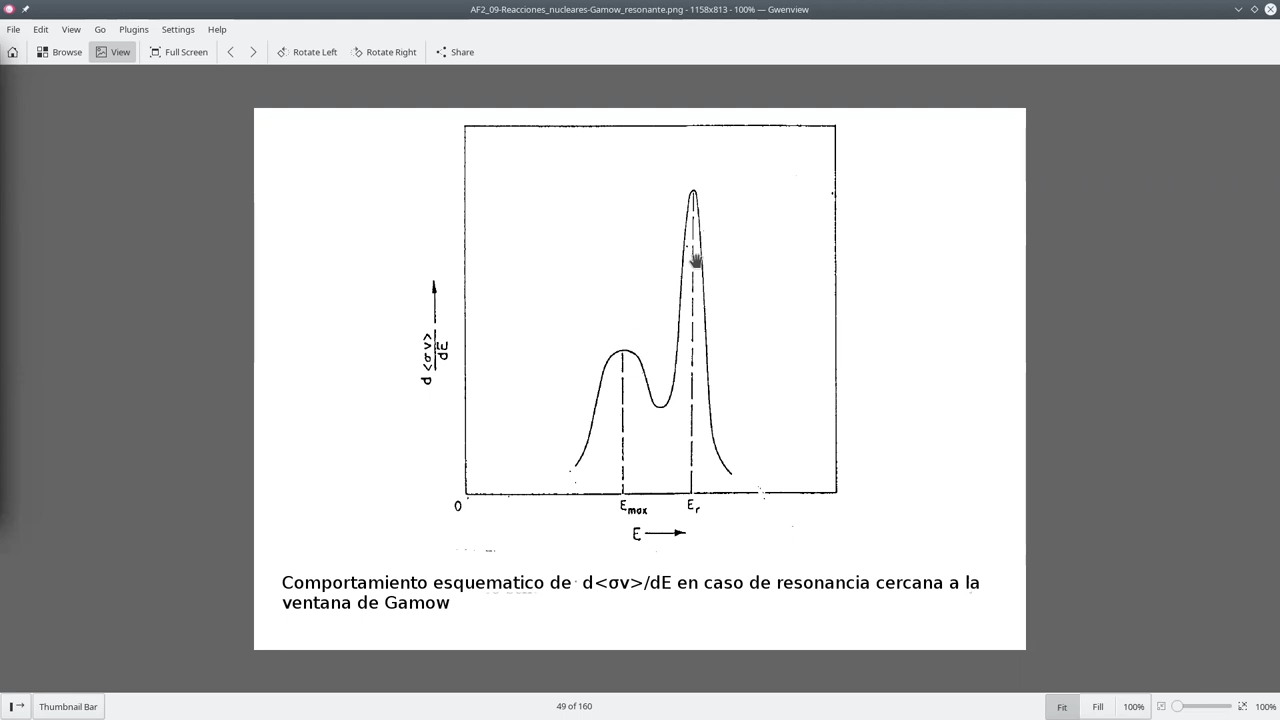 AF2_09-Reacciones_nucleares-Gamow_resonante.png - 1158x813 - 100% — Gwenview
File Edit View Go Plugins Settings Help
Browse View Full Screen Rotate Left Rotate Right Share
d <σ v>
dE
O
Emax
Er
E
Comportamiento esquematico de d<σv>/dE en caso de resonancia cercana a la
ventana de Gamow
Thumbnail Bar
49 of 160
Fit Fill 100% 100%